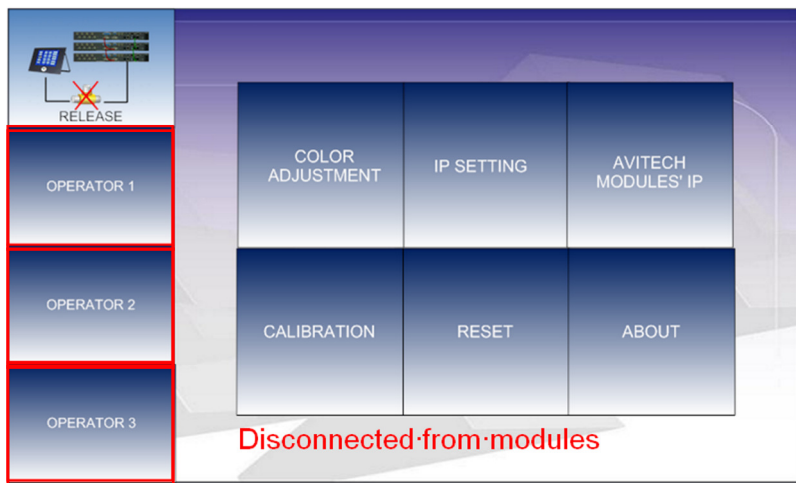 RELEASE
OPERATOR 1
OPERATOR 2
OPERATOR 3
COLOR
ADJUSTMENT
IP SETTING
AVITECH
MODULES' IP
CALIBRATION
RESET
ABOUT
Disconnected·from·modules